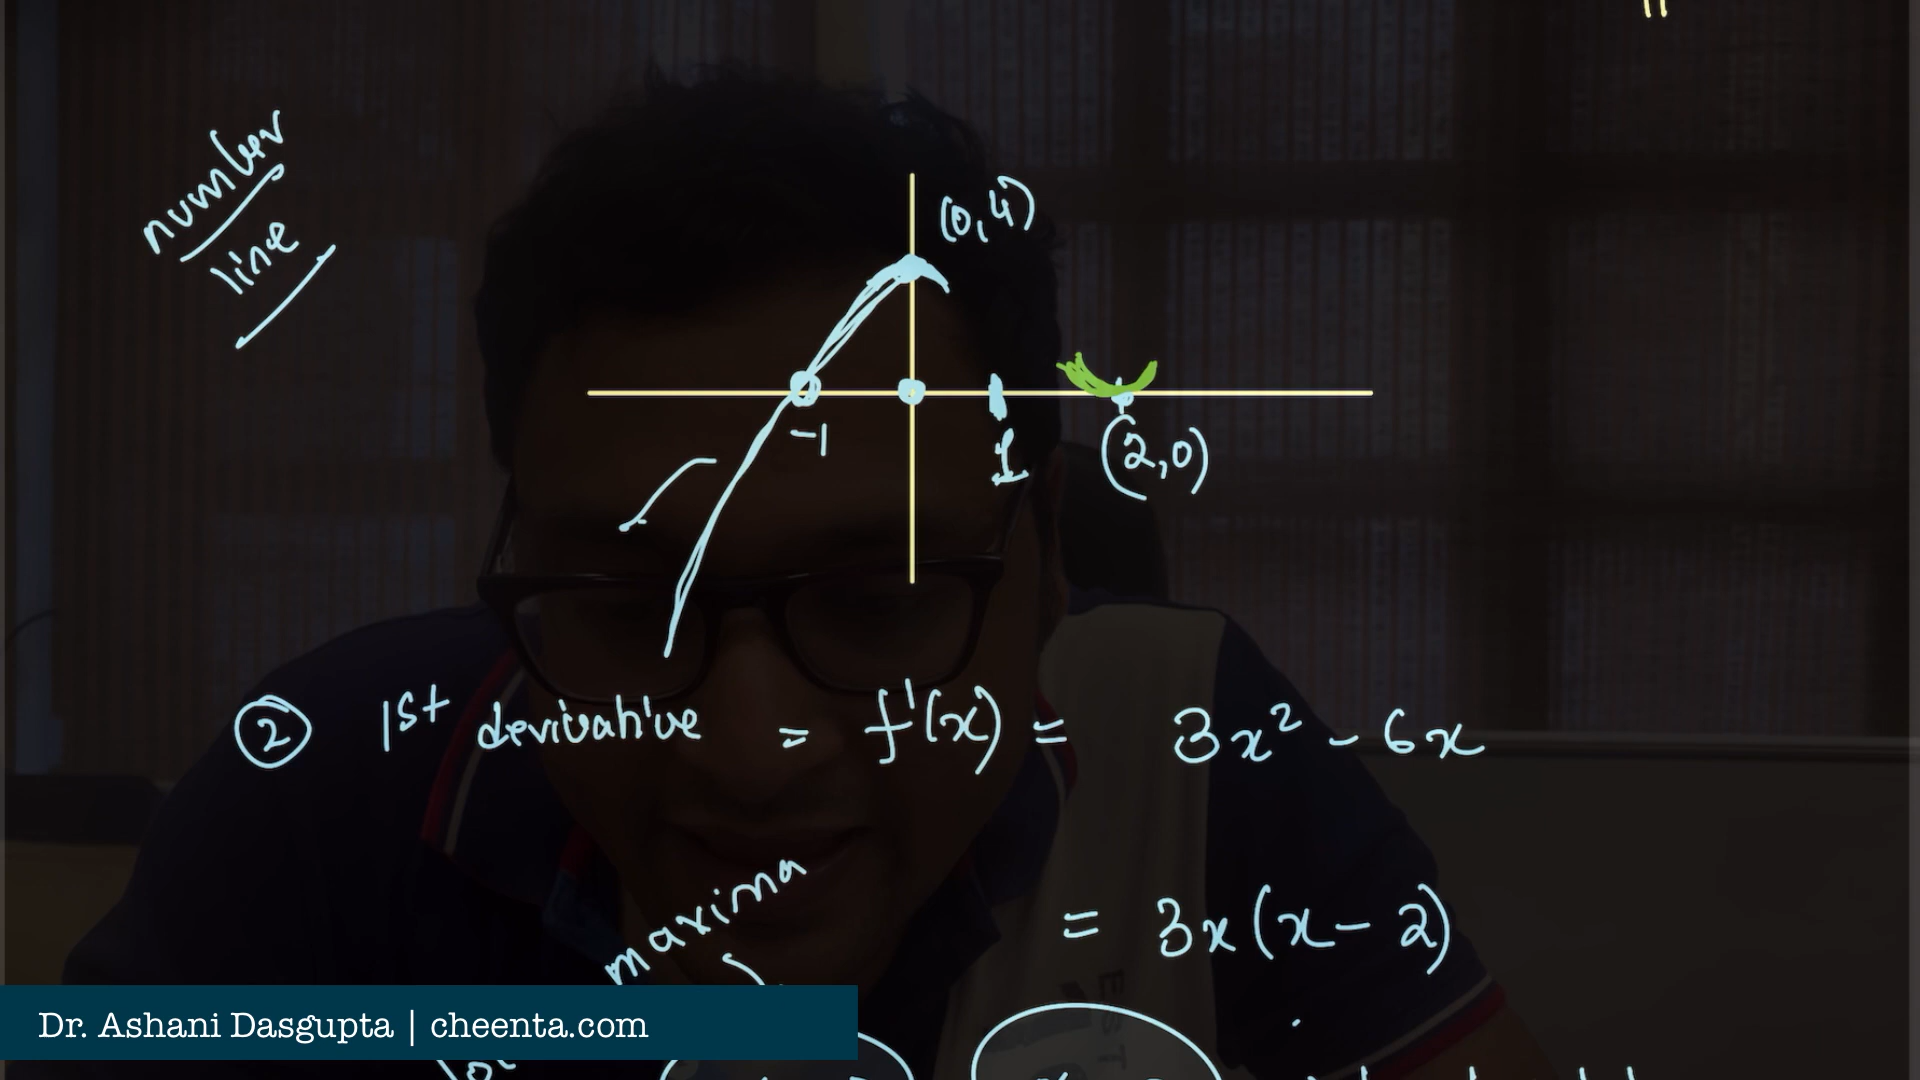 number
line
(0,4)
-1
1
(2,0)
② 1st derivative = f'(x) = 3x² - 6x
= 3x(x-2)
maxima
Dr. Ashani Dasgupta | cheenta.com